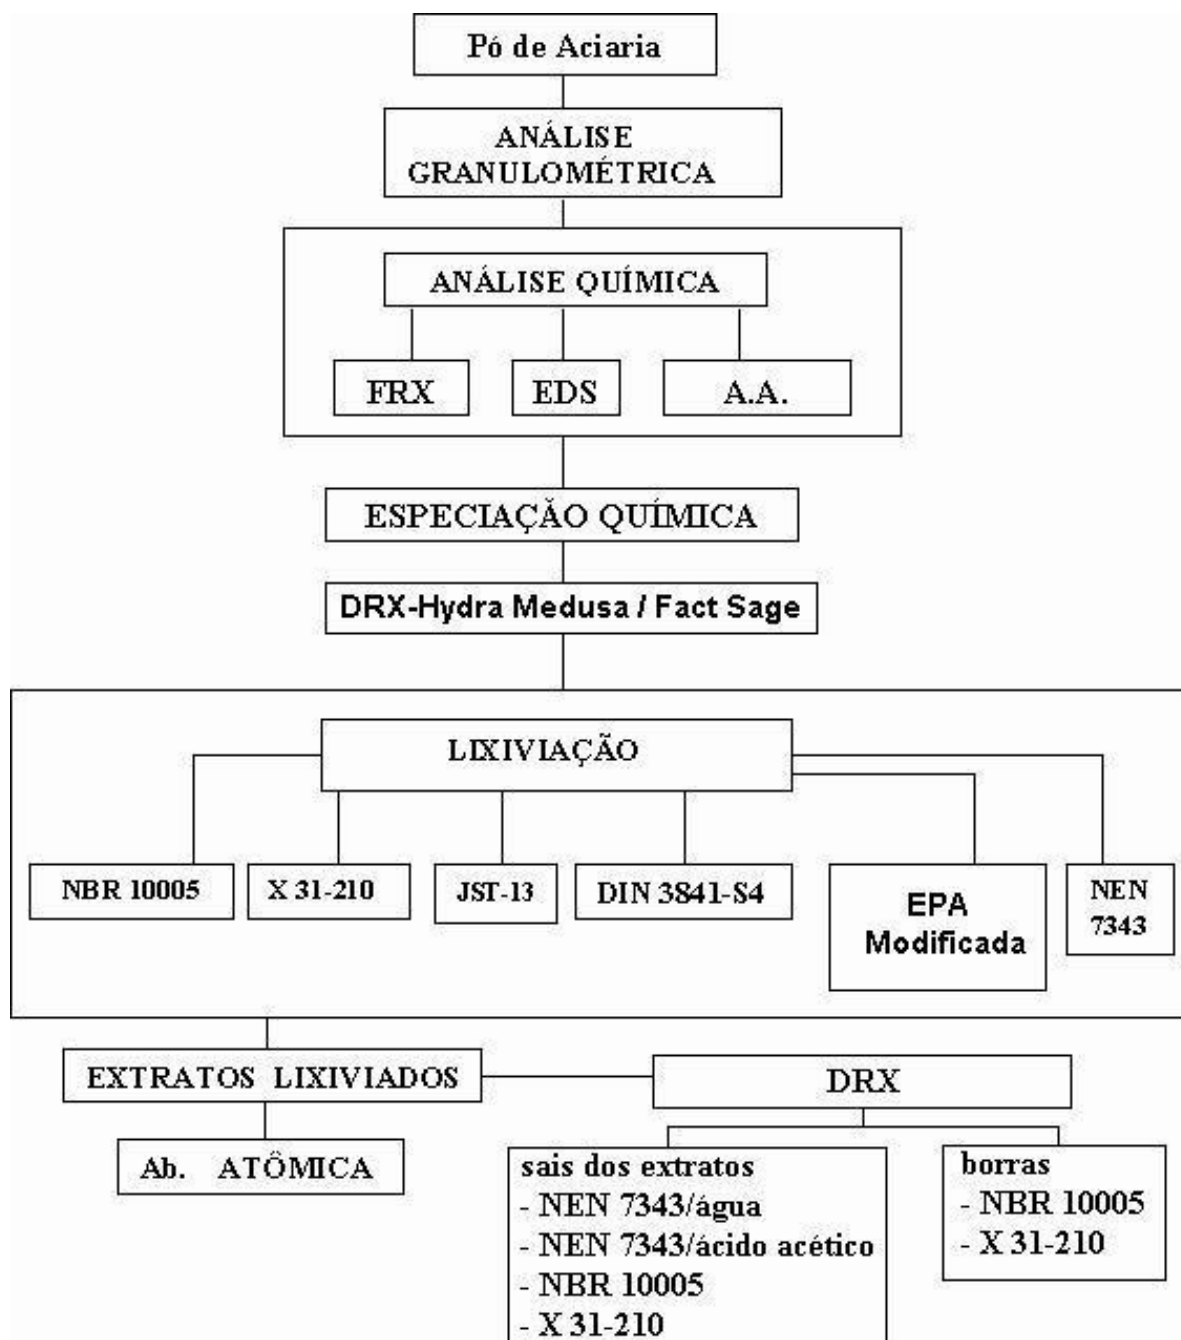 Pó de Aciaria
ANÁLISE
GRANULOMÉTRICA
ANÁLISE QUÍMICA
FRX
EDS
A.A.
ESPECIAÇÃO QUÍMICA
DRX-Hydra Medusa / Fact Sage
LIXIVIAÇÃO
NBR 10005
X 31-210
JST-13
DIN 3841-S4
EPA
Modificada
NEN
7343
EXTRATOS LIXIVIADOS
DRX
Ab. ATÔMICA
sais dos extratos
- NEN 7343/água
- NEN 7343/ácido acético
- NBR 10005
- X 31-210
borras
- NBR 10005
- X 31-210